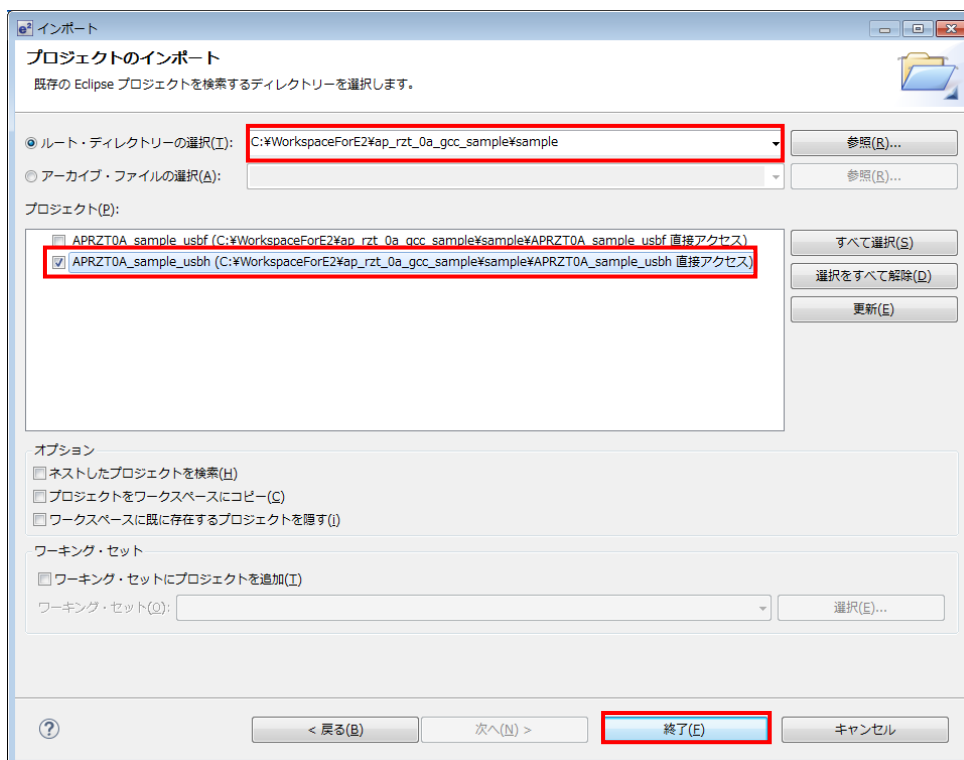 e² インポート
プロジェクトのインポート
既存の Eclipse プロジェクトを検索するディレクトリーを選択します。
ルート・ディレクトリーの選択(T): C:¥WorkspaceForE2¥ap_rzt_0a_gcc_sample¥sample 参照(R)...
アーカイブ・ファイルの選択(A): 参照(R)...
プロジェクト(P):
APRZT0A_sample_usbf (C:¥WorkspaceForE2¥ap_rzt_0a_gcc_sample¥sample¥APRZT0A_sample_usbf 直接アクセス) すべて選択(S)
APRZT0A_sample_usbh (C:¥WorkspaceForE2¥ap_rzt_0a_gcc_sample¥sample¥APRZT0A_sample_usbh 直接アクセス)
選択をすべて解除(D)
更新(E)
オプション
ネストしたプロジェクトを検索(H)
プロジェクトをワークスペースにコピー(C)
ワークスペースに既に存在するプロジェクトを隠す(i)
ワーキング・セット
ワーキング・セットにプロジェクトを追加(T)
ワーキング・セット(O): 選択(E)...
? < 戻る(B) 次へ(N) > 終了(F) キャンセル